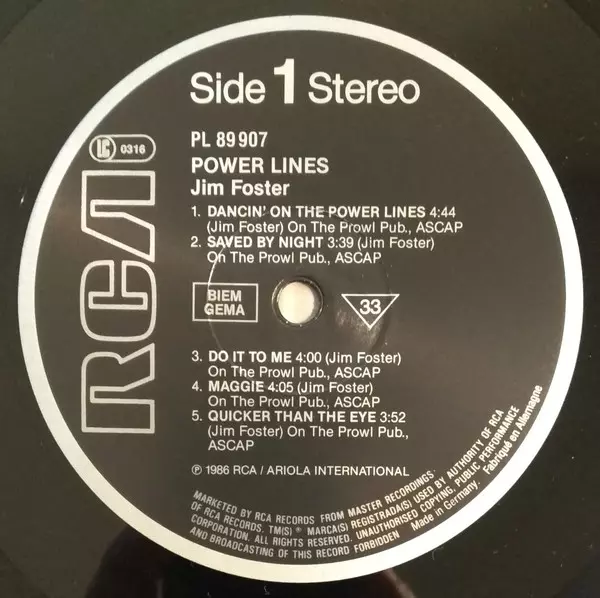 Side 1 Stereo
LC 0316
RCA
PL 89 907
POWER LINES
Jim Foster
1. DANCIN' ON THE POWER LINES 4:44
(Jim Foster) On The Prowl Pub., ASCAP
2. SAVED BY NIGHT 3:39 (Jim Foster)
On The Prowl Pub., ASCAP
BIEM
GEMA
33
3. DO IT TO ME 4:00 (Jim Foster)
On The Prowl Pub., ASCAP
4. MAGGIE 4:05 (Jim Foster)
On The Prowl Pub., ASCAP
5. QUICKER THAN THE EYE 3:52
(Jim Foster) On The Prowl Pub.,
ASCAP
℗ 1986 RCA / ARIOLA INTERNATIONAL
MARKETED BY RCA RECORDS FROM MASTER RECORDINGS
OF RCA RECORDS. TM(S) ® MARCA(S) REGISTRADA(S) USED BY AUTHORITY OF RCA
CORPORATION. ALL RIGHTS RESERVED. UNAUTHORISED COPYING, PUBLIC PERFORMANCE
AND BROADCASTING OF THIS RECORD FORBIDDEN
Made in Germany.
Fabriqué en Allemagne